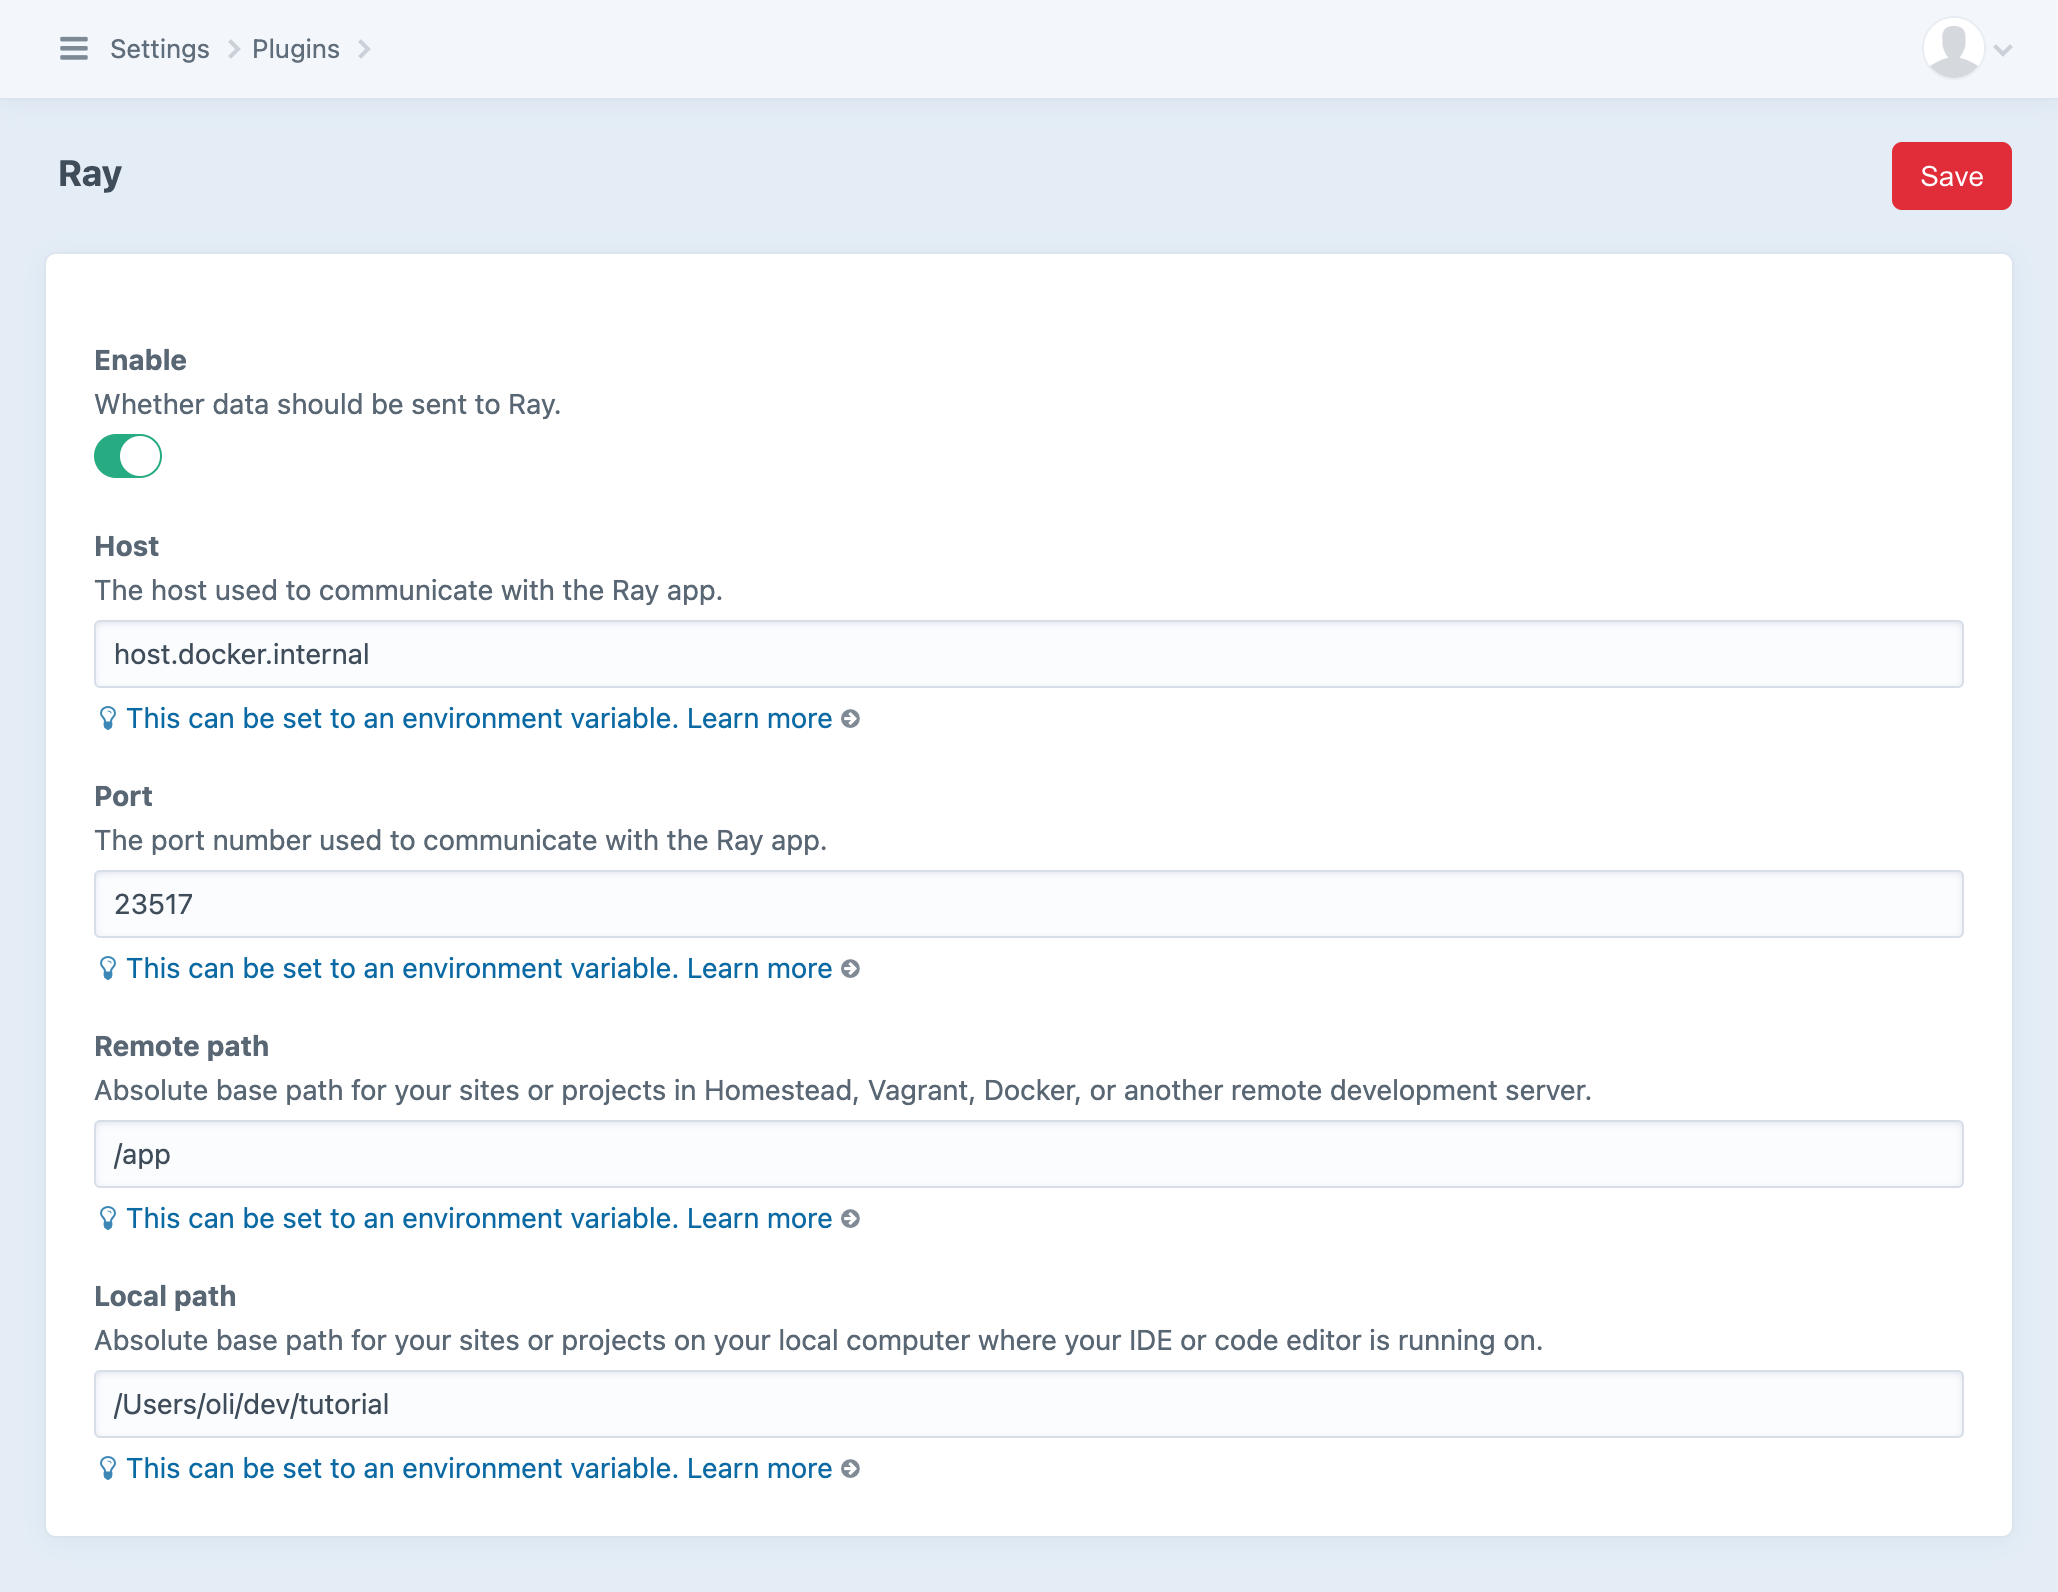 Settings Plugins
Ray
Save
Enable
Whether data should be sent to Ray.
Host
The host used to communicate with the Ray app.
host.docker.internal
This can be set to an environment variable. Learn more
Port
The port number used to communicate with the Ray app.
23517
This can be set to an environment variable. Learn more
Remote path
Absolute base path for your sites or projects in Homestead, Vagrant, Docker, or another remote development server.
/app
This can be set to an environment variable. Learn more
Local path
Absolute base path for your sites or projects on your local computer where your IDE or code editor is running on.
/Users/oli/dev/tutorial
This can be set to an environment variable. Learn more